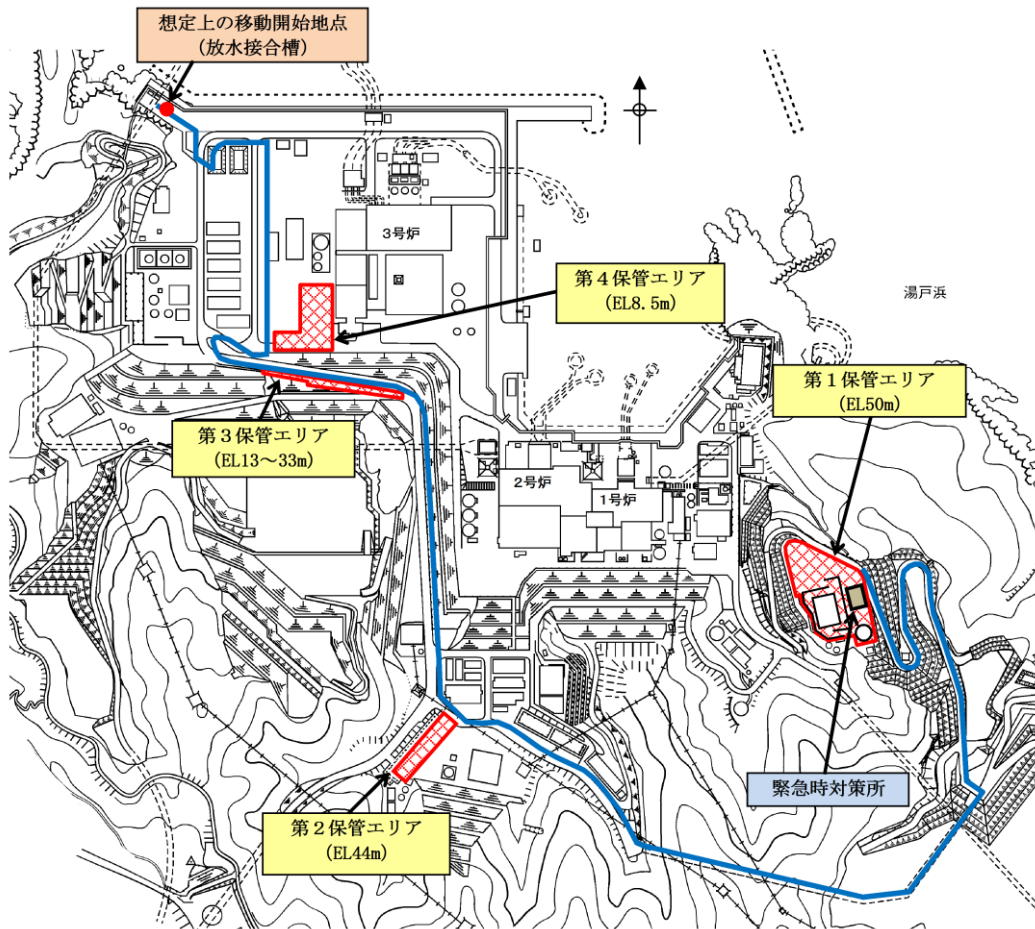 想定上の移動開始地点
(放水接合槽)
3号炉
第4保管エリア
(EL8.5m)
湯戸浜
第1保管エリア
(EL50m)
第3保管エリア
(EL13～33m)
2号炉
1号炉
緊急時対策所
第2保管エリア
(EL44m)